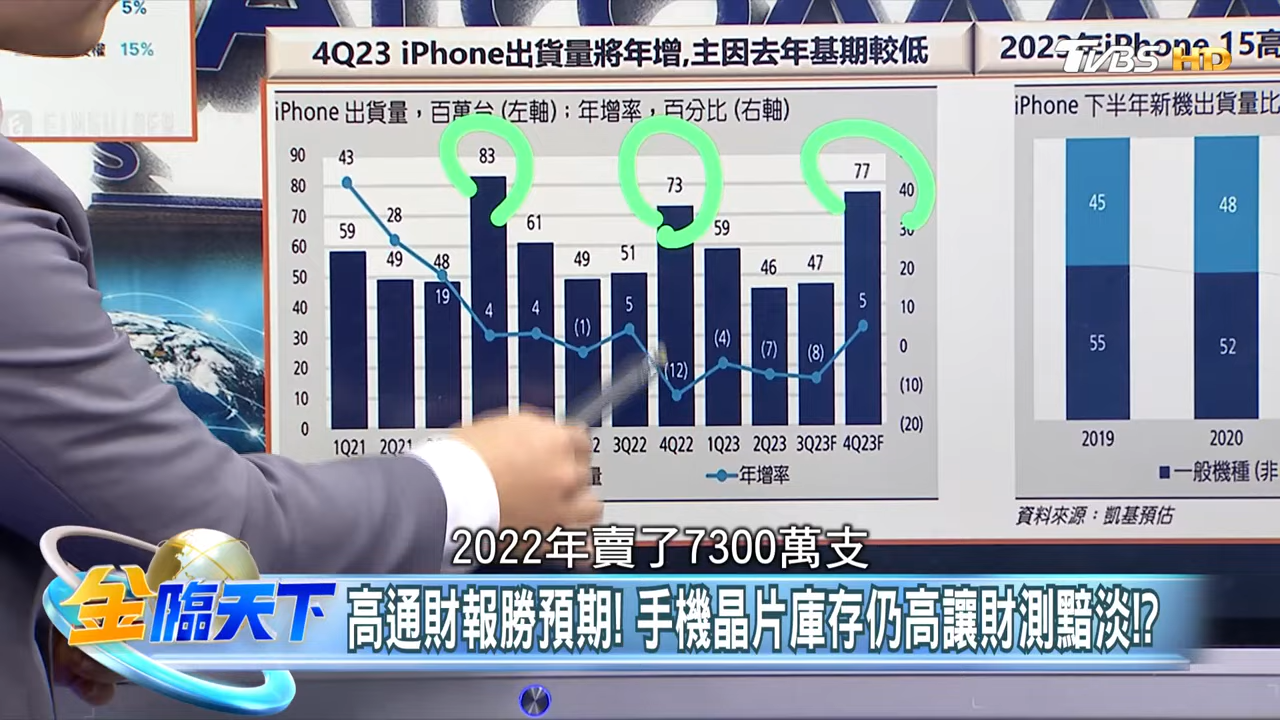 5%
15%
4Q23 iPhone出貨量將年增,主因去年基期較低
TVBS HD
iPhone 出貨量，百萬台 (左軸)；年增率，百分比 (右軸)
90
80
70
60
50
40
30
20
10
0
43
28
19
4
4
(1)
5
(12)
(4)
(7)
(8)
5
59
49
48
83
61
49
51
73
59
46
47
77
40
30
20
10
0
(10)
(20)
1Q21
2Q21
3Q22
4Q22
1Q23
2Q23
3Q23F
4Q23F
量
年增率
iPhone 下半年新機出貨量比
45
48
55
52
2019
2020
一般機種 (非
資料來源：凱基預估
2022年賣了7300萬支
金臨天下
高通財報勝預期! 手機晶片庫存仍高讓財測黯淡!?